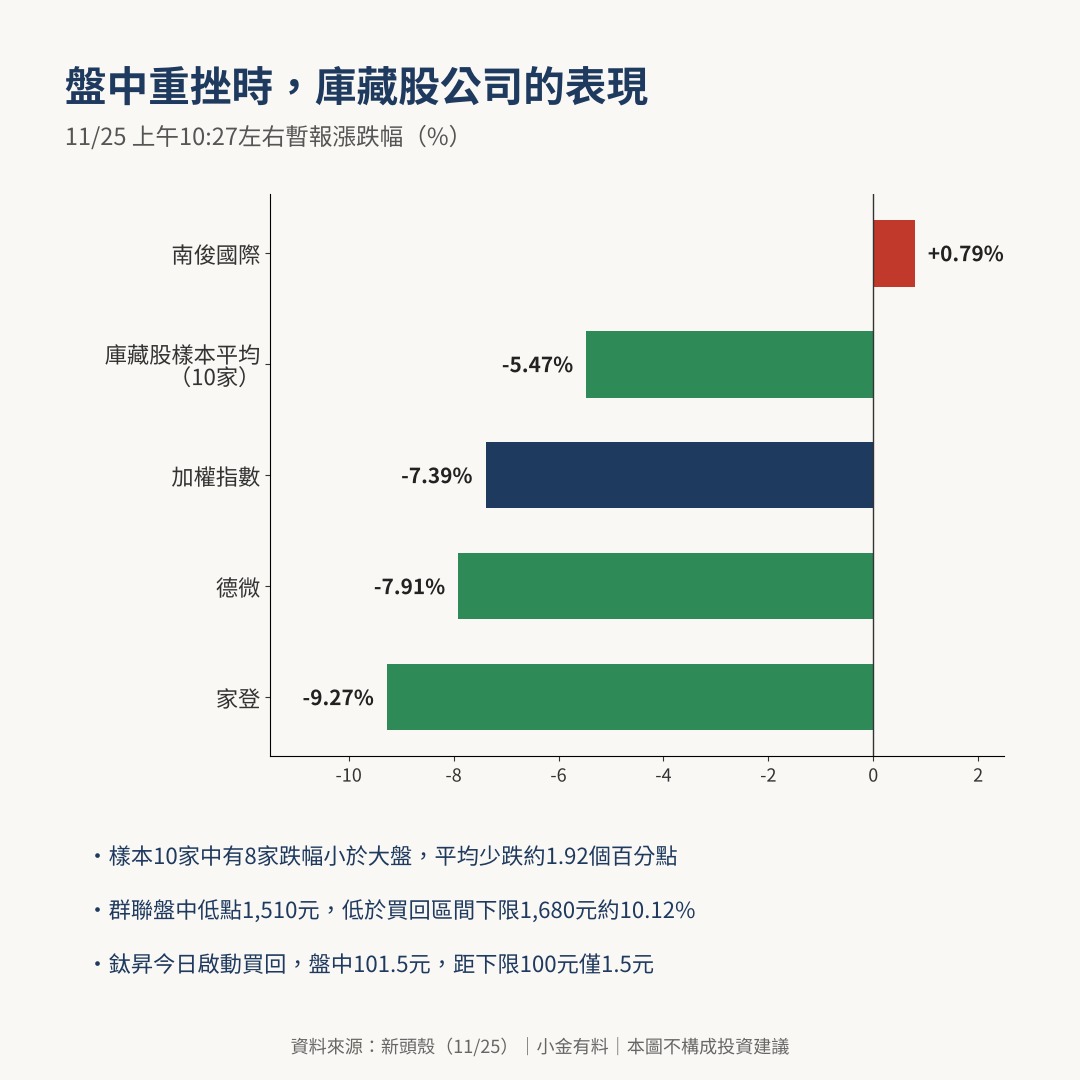 盤中重挫時，庫藏股公司的表現
11/25 上午10:27左右暫報漲跌幅（%）
南俊國際
+0.79%
庫藏股樣本平均
（10家）
-5.47%
加權指數
-7.39%
德微
-7.91%
家登
-9.27%
-10 -8 -6 -4 -2 0 2
・樣本10家中有8家跌幅小於大盤，平均少跌約1.92個百分點
・群聯盤中低點1,510元，低於買回區間下限1,680元約10.12%
・鈦昇今日啟動買回，盤中101.5元，距下限100元僅1.5元
資料來源：新頭殼（11/25）｜小金有料｜本圖不構成投資建議